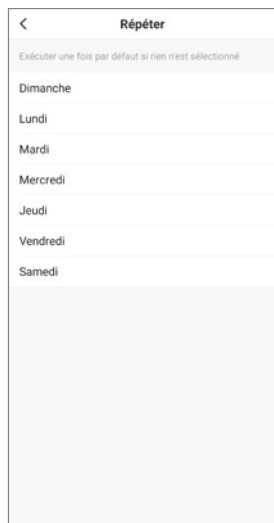 Répéter
Exécuter une fois par défaut si rien n'est sélectionné
Dimanche
Lundi
Mardi
Mercredi
Jeudi
Vendredi
Samedi